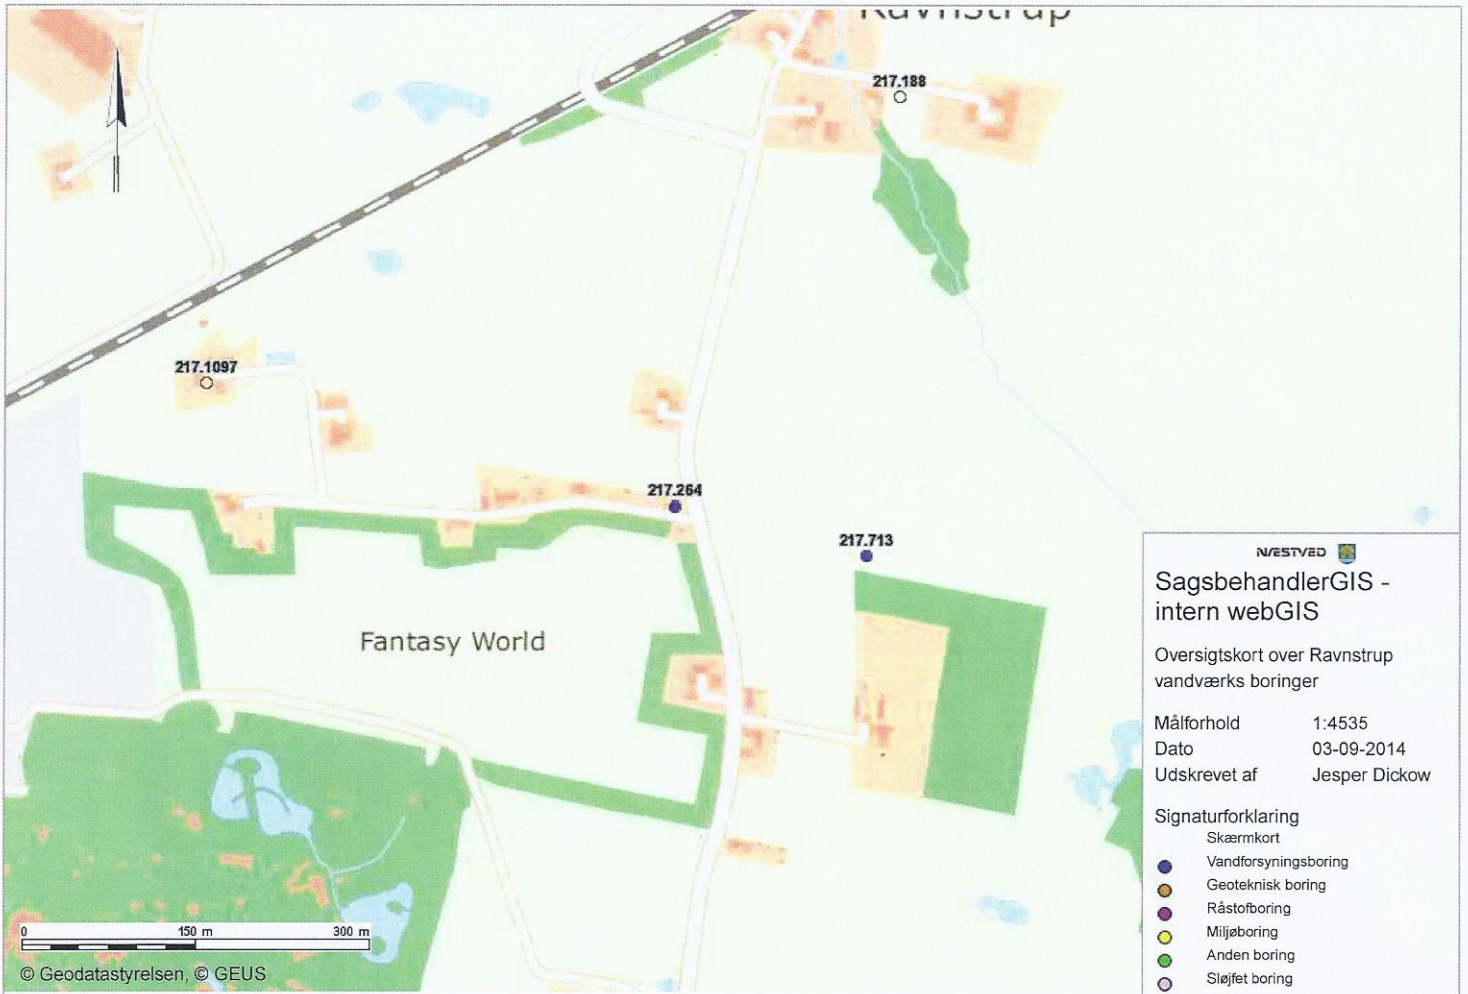 Ravnstrup
217.188
217.1097
217.264
217.713
Fantasy World
NÆSTVED
SagsbehandlerGIS -
intern webGIS
Oversigtskort over Ravnstrup
vandværks boringer
Målforhold 1:4535
Dato 03-09-2014
Udskrevet af Jesper Dickow
Signaturforklaring
Skærmkort
Vandforsyningsboring
Geoteknisk boring
Råstofboring
Miljøboring
Anden boring
Sløjfet boring
0 150 m 300 m
© Geodatastyrelsen, © GEUS